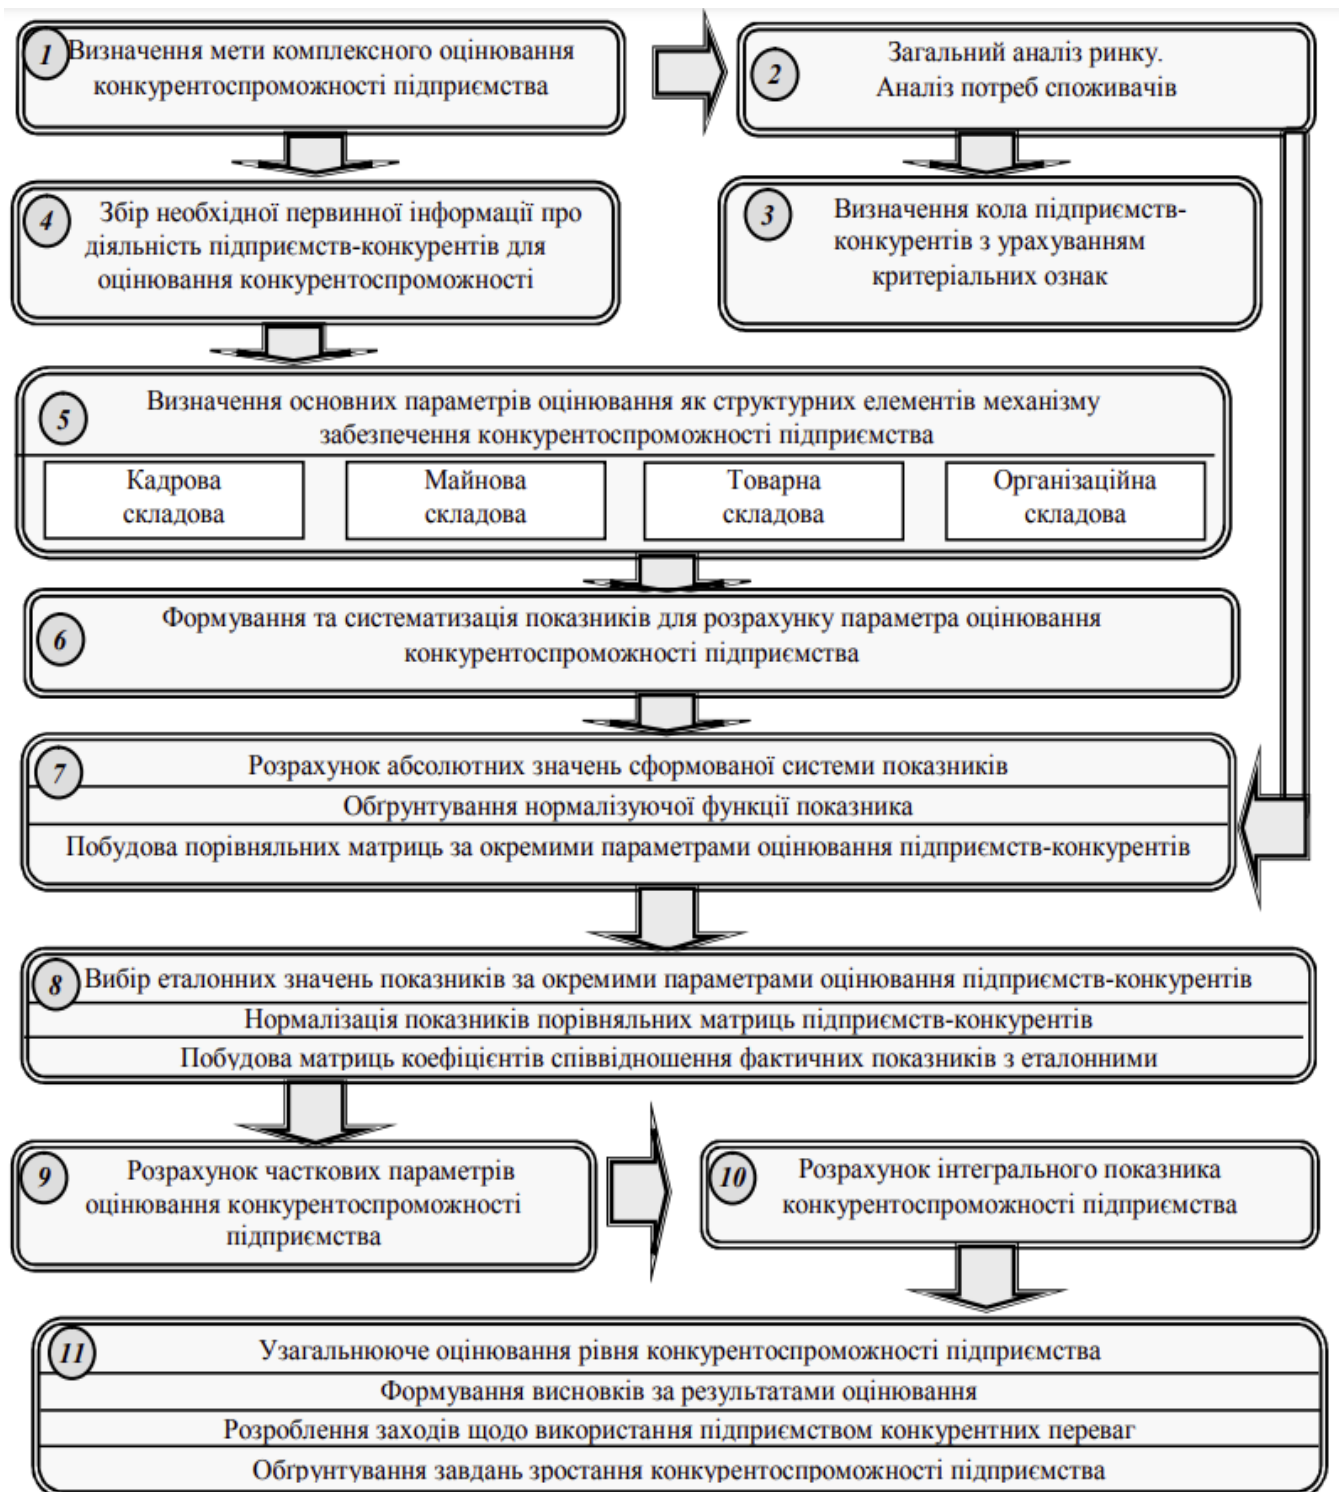 1
Визначення мети комплексного оцінювання
конкурентоспроможності підприємства
2
Загальний аналіз ринку.
Аналіз потреб споживачів
3
Визначення кола підприємств-
конкурентів з урахуванням
критеріальних ознак
4
Збір необхідної первинної інформації про
діяльність підприємств-конкурентів для
оцінювання конкурентоспроможності
5
Визначення основних параметрів оцінювання як структурних елементів механізму
забезпечення конкурентоспроможності підприємства
Кадрова
складова
Майнова
складова
Товарна
складова
Організаційна
складова
6
Формування та систематизація показників для розрахунку параметра оцінювання
конкурентоспроможності підприємства
7
Розрахунок абсолютних значень сформованої системи показників
Обґрунтування нормалізуючої функції показника
Побудова порівняльних матриць за окремими параметрами оцінювання підприємств-конкурентів
8
Вибір еталонних значень показників за окремими параметрами оцінювання підприємств-конкурентів
Нормалізація показників порівняльних матриць підприємств-конкурентів
Побудова матриць коефіцієнтів співвідношення фактичних показників з еталонними
9
Розрахунок часткових параметрів
оцінювання конкурентоспроможності
підприємства
10
Розрахунок інтегрального показника
конкурентоспроможності підприємства
11
Узагальнююче оцінювання рівня конкурентоспроможності підприємства
Формування висновків за результатами оцінювання
Розроблення заходів щодо використання підприємством конкурентних переваг
Обґрунтування завдань зростання конкурентоспроможності підприємства